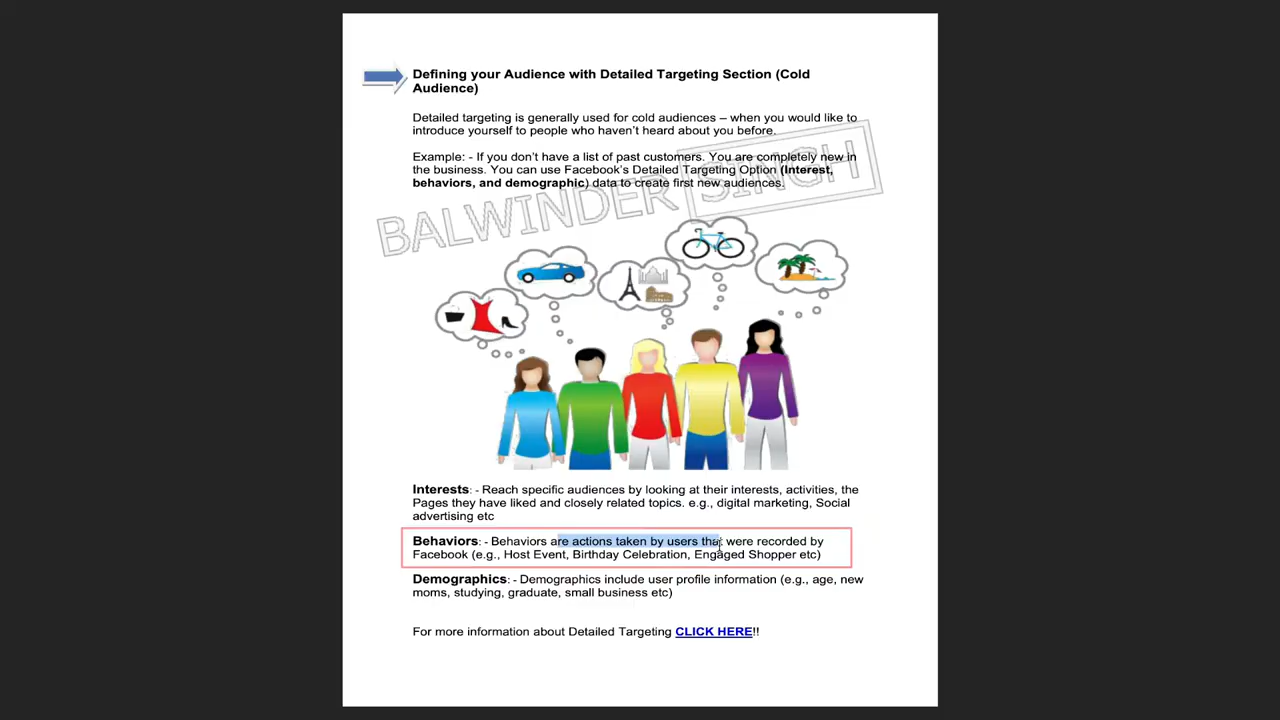 Defining your Audience with Detailed Targeting Section (Cold
Audience)
Detailed targeting is generally used for cold audiences – when you would like to
introduce yourself to people who haven't heard about you before.
Example: - If you don't have a list of past customers. You are completely new in
the business. You can use Facebook's Detailed Targeting Option (Interest,
behaviors, and demographic) data to create first new audiences.
BALWINDER SINGH
Interests: - Reach specific audiences by looking at their interests, activities, the
Pages they have liked and closely related topics. e.g., digital marketing, Social
advertising etc
Behaviors: - Behaviors are actions taken by users that were recorded by
Facebook (e.g., Host Event, Birthday Celebration, Engaged Shopper etc)
Demographics: - Demographics include user profile information (e.g., age, new
moms, studying, graduate, small business etc)
For more information about Detailed Targeting CLICK HERE!!